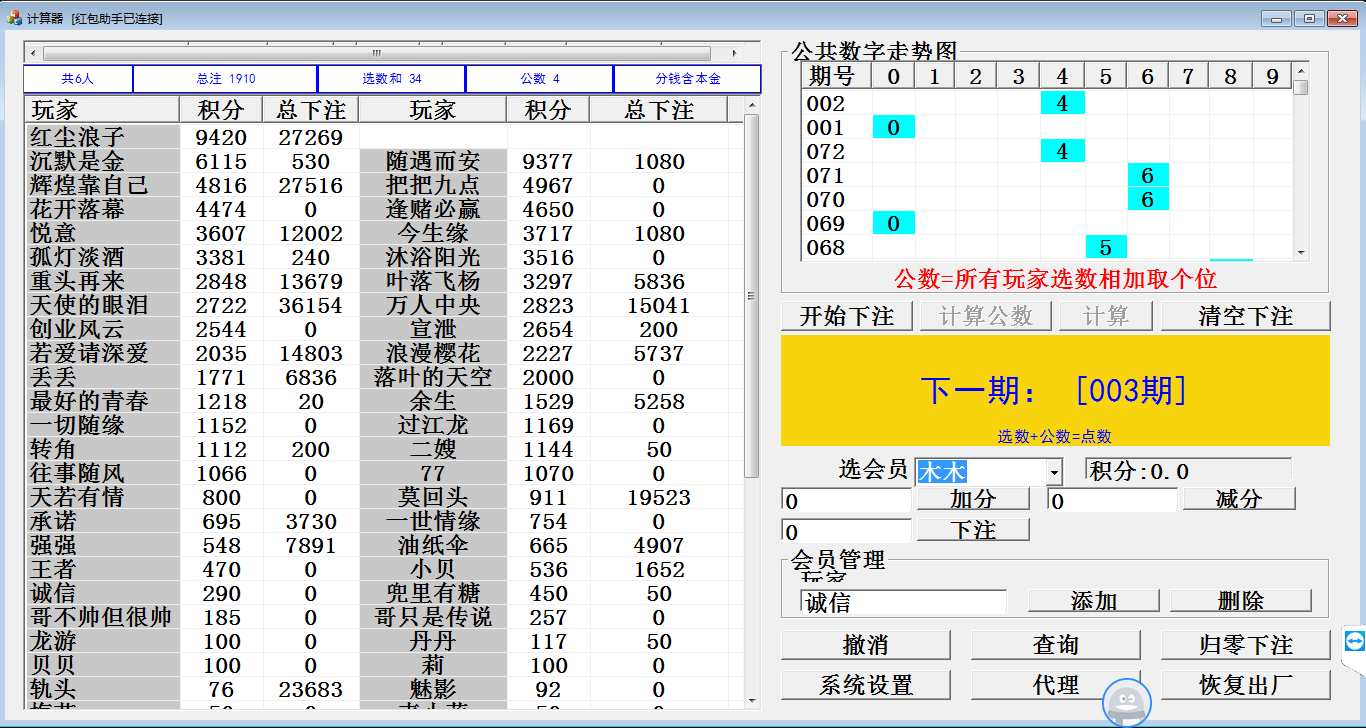 计算器 [红包助手已连接]
共6人 总注 1910 选数和 34 公数 4 分钱含本金
玩家 积分 总下注 玩家 积分 总下注
红尘浪子 9420 27269
沉默是金 6115 530 随遇而安 9377 1080
辉煌靠自己 4816 27516 把把九点 4967 0
花开落幕 4474 0 逢赌必赢 4650 0
悦意 3607 12002 今生缘 3717 1080
孤灯淡酒 3381 240 沐浴阳光 3516 0
重头再来 2848 13679 叶落飞杨 3297 5836
天使的眼泪 2722 36154 万人中央 2823 15041
创业风云 2544 0 宣泄 2654 200
若爱请深爱 2035 14803 浪漫樱花 2227 5737
丢丢 1771 6836 落叶的天空 2000 0
最好的青春 1218 20 余生 1529 5258
一切随缘 1152 0 过江龙 1169 0
转角 1112 200 二嫂 1144 50
往事随风 1066 0 77 1070 0
天若有情 800 0 莫回头 911 19523
承诺 695 3730 一世情缘 754 0
强强 548 7891 油纸伞 665 4907
王者 470 0 小贝 536 1652
诚信 290 0 兜里有糖 450 50
哥不帅但很帅 185 0 哥只是传说 257 0
龙游 100 0 丹丹 117 50
贝贝 100 0 莉 100 0
轨头 76 23683 魅影 92 0
公共数字走势图
期号 0 1 2 3 4 5 6 7 8 9
002 4
001 0
072 4
071 6
070 6
069 0
068 5
公数=所有玩家选数相加取个位
开始下注 计算公数 计算 清空下注
下一期： [003期]
选数+公数=点数
选会员 木木 积分:0.0
0 加分 0 减分
0 下注
会员管理
玩家
诚信 添加 删除
撤消 查询 归零下注
系统设置 代理 恢复出厂